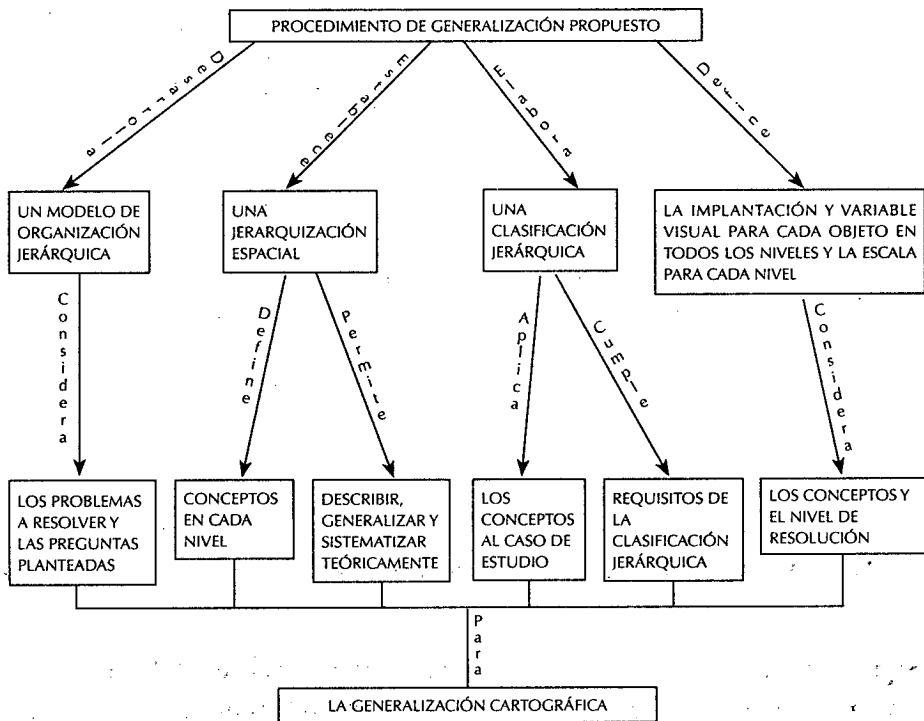 PROCEDIMIENTO DE GENERALIZACIÓN PROPUESTO
Desarrolla
Establece
Elabora
Define
UN MODELO DE
ORGANIZACIÓN
JERÁRQUICA
UNA
JERARQUIZACIÓN
ESPACIAL
UNA
CLASIFICACIÓN
JERÁRQUICA
LA IMPLANTACIÓN Y VARIABLE
VISUAL PARA CADA OBJETO EN
TODOS LOS NIVELES Y LA ESCALA
PARA CADA NIVEL
Considera
Define
Permite
Aplica
Cumple
Considera
LOS PROBLEMAS
A RESOLVER Y
LAS PREGUNTAS
PLANTEADAS
CONCEPTOS
EN CADA
NIVEL
DESCRIBIR,
GENERALIZAR Y
SISTEMATIZAR
TEÓRICAMENTE
LOS
CONCEPTOS
AL CASO DE
ESTUDIO
REQUISITOS DE
LA
CLASIFICACIÓN
JERÁRQUICA
LOS CONCEPTOS Y
EL NIVEL DE
RESOLUCIÓN
Para
LA GENERALIZACIÓN CARTOGRÁFICA